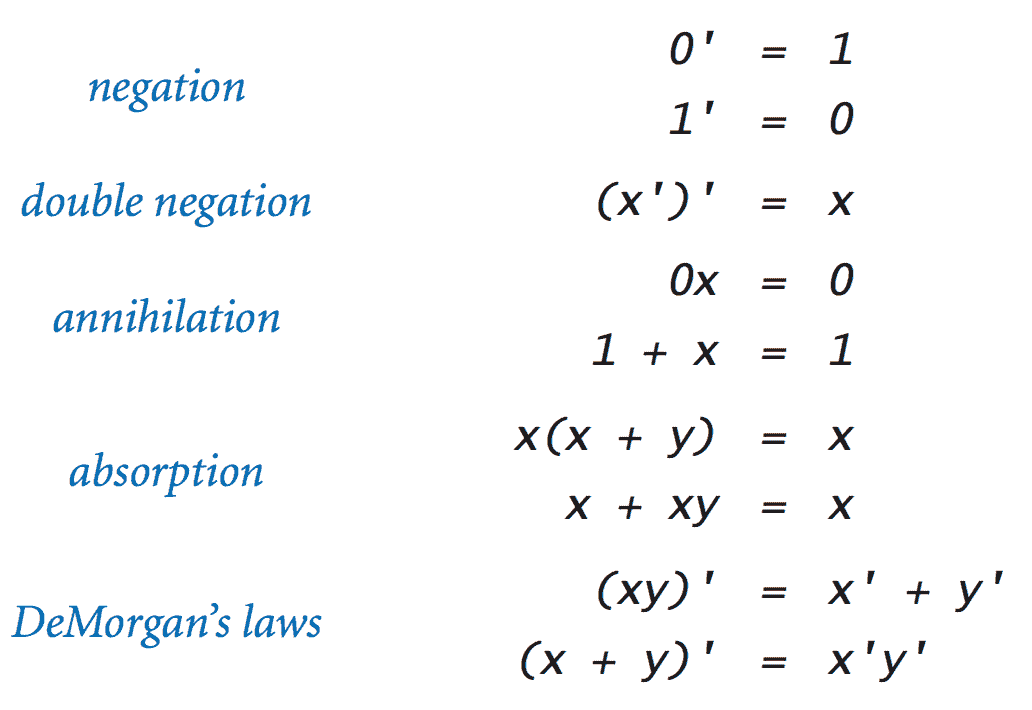 negation
0' = 1
1' = 0
double negation
(x')' = x
annihilation
0x = 0
1 + x = 1
absorption
x(x + y) = x
x + xy = x
DeMorgan’s laws
(xy)' = x' + y'
(x + y)' = x'y'